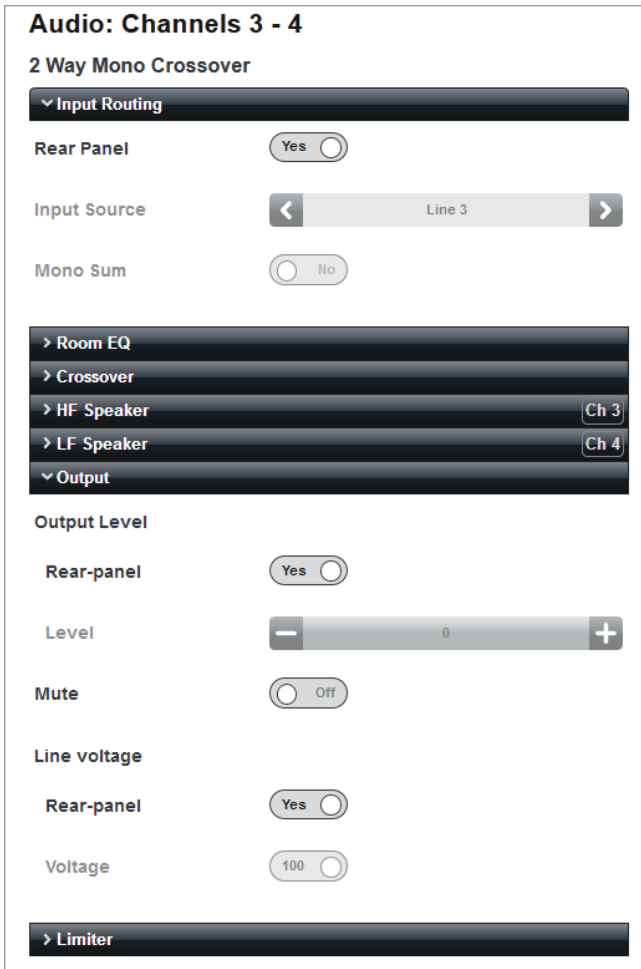 Audio: Channels 3 - 4
2 Way Mono Crossover
Input Routing
Rear Panel Yes
Input Source Line 3
Mono Sum No
Room EQ
Crossover
HF Speaker Ch 3
LF Speaker Ch 4
Output
Output Level
Rear-panel Yes
Level 0
Mute Off
Line voltage
Rear-panel Yes
Voltage 100
Limiter